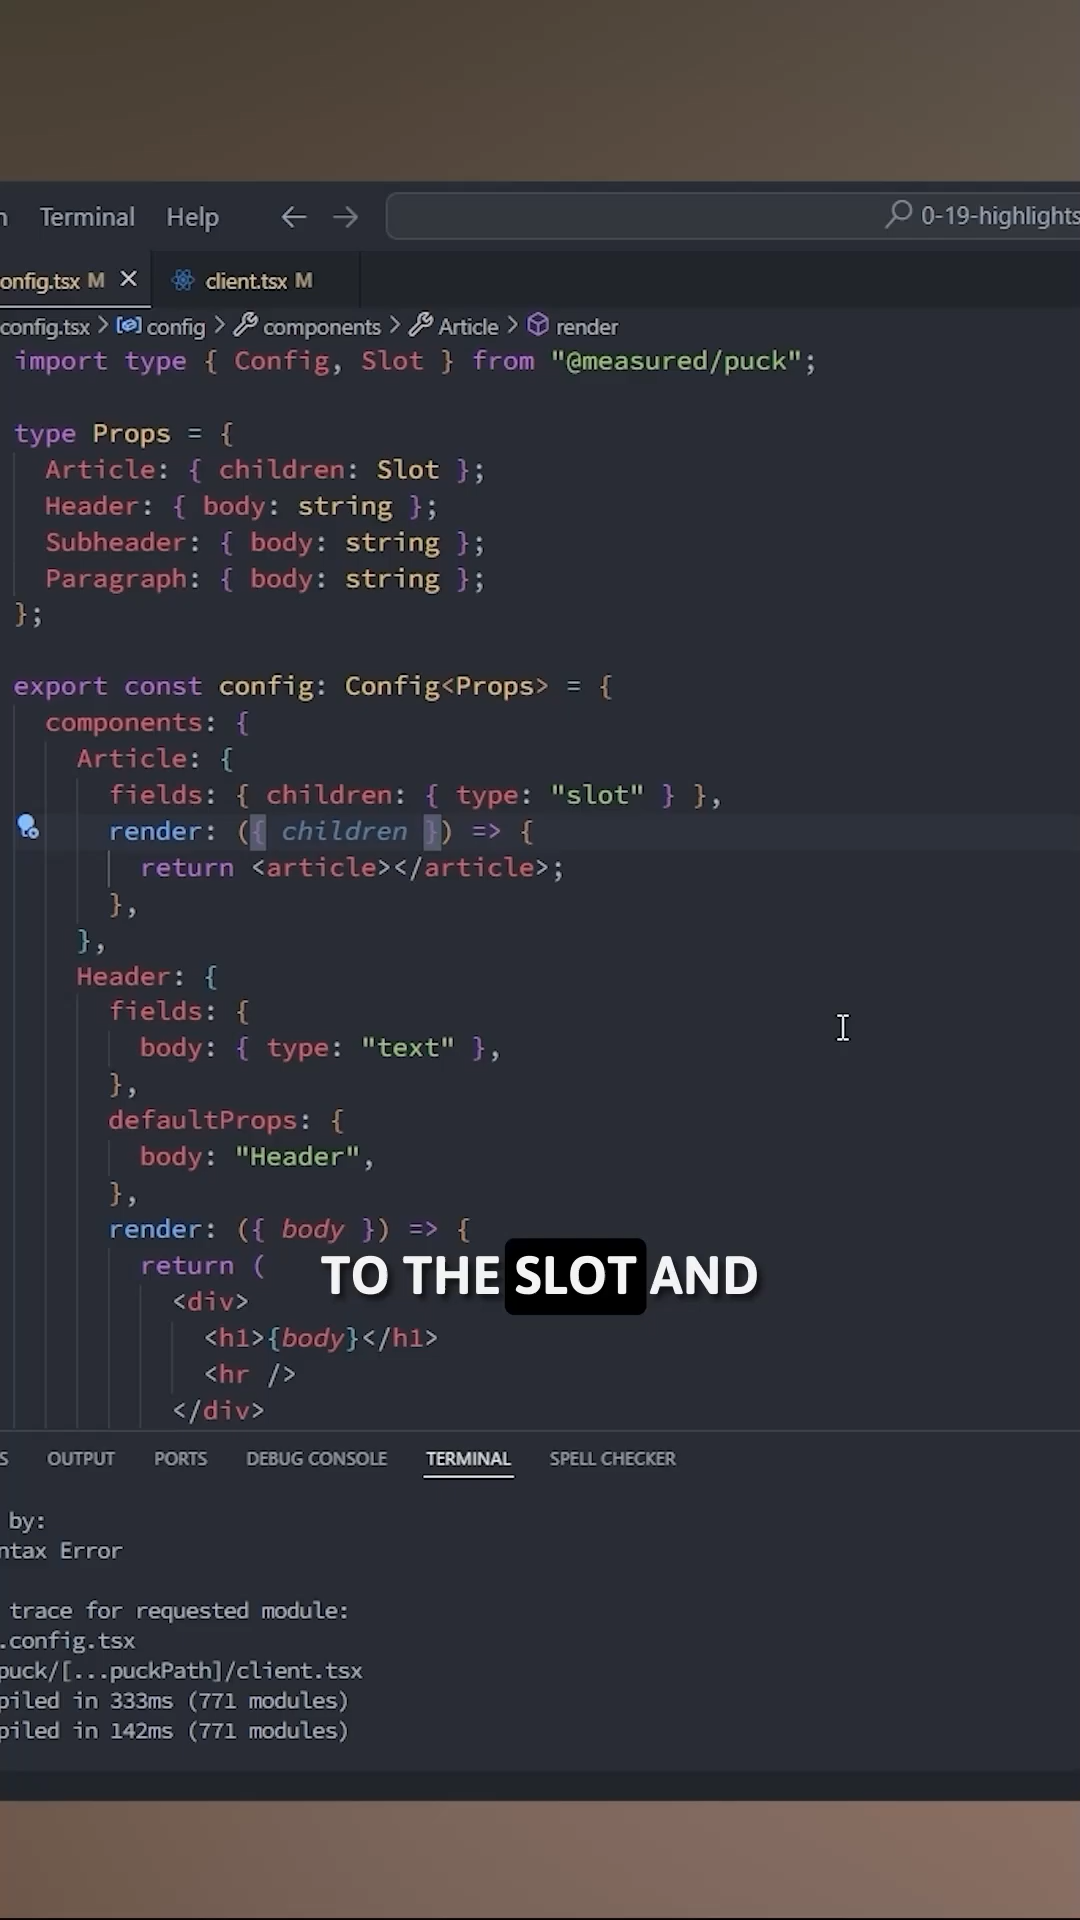 Terminal Help ← → 0-19-highlights
onfig.tsx M × client.tsx M
config.tsx > config > components > Article > render
import type { Config, Slot } from "@measured/puck";
type Props = {
Article: { children: Slot };
Header: { body: string };
Subheader: { body: string };
Paragraph: { body: string };
};
export const config: Config<Props> = {
components: {
Article: {
fields: { children: { type: "slot" } },
render: ({ children }) => {
return <article></article>;
},
},
Header: {
fields: {
body: { type: "text" },
},
defaultProps: {
body: "Header",
},
render: ({ body }) => {
return (
TO THE SLOT AND
<div>
<h1>{body}</h1>
<hr />
</div>
S OUTPUT PORTS DEBUG CONSOLE TERMINAL SPELL CHECKER
by:
ntax Error
trace for requested module:
.config.tsx
puck/[...puckPath]/client.tsx
piled in 333ms (771 modules)
piled in 142ms (771 modules)